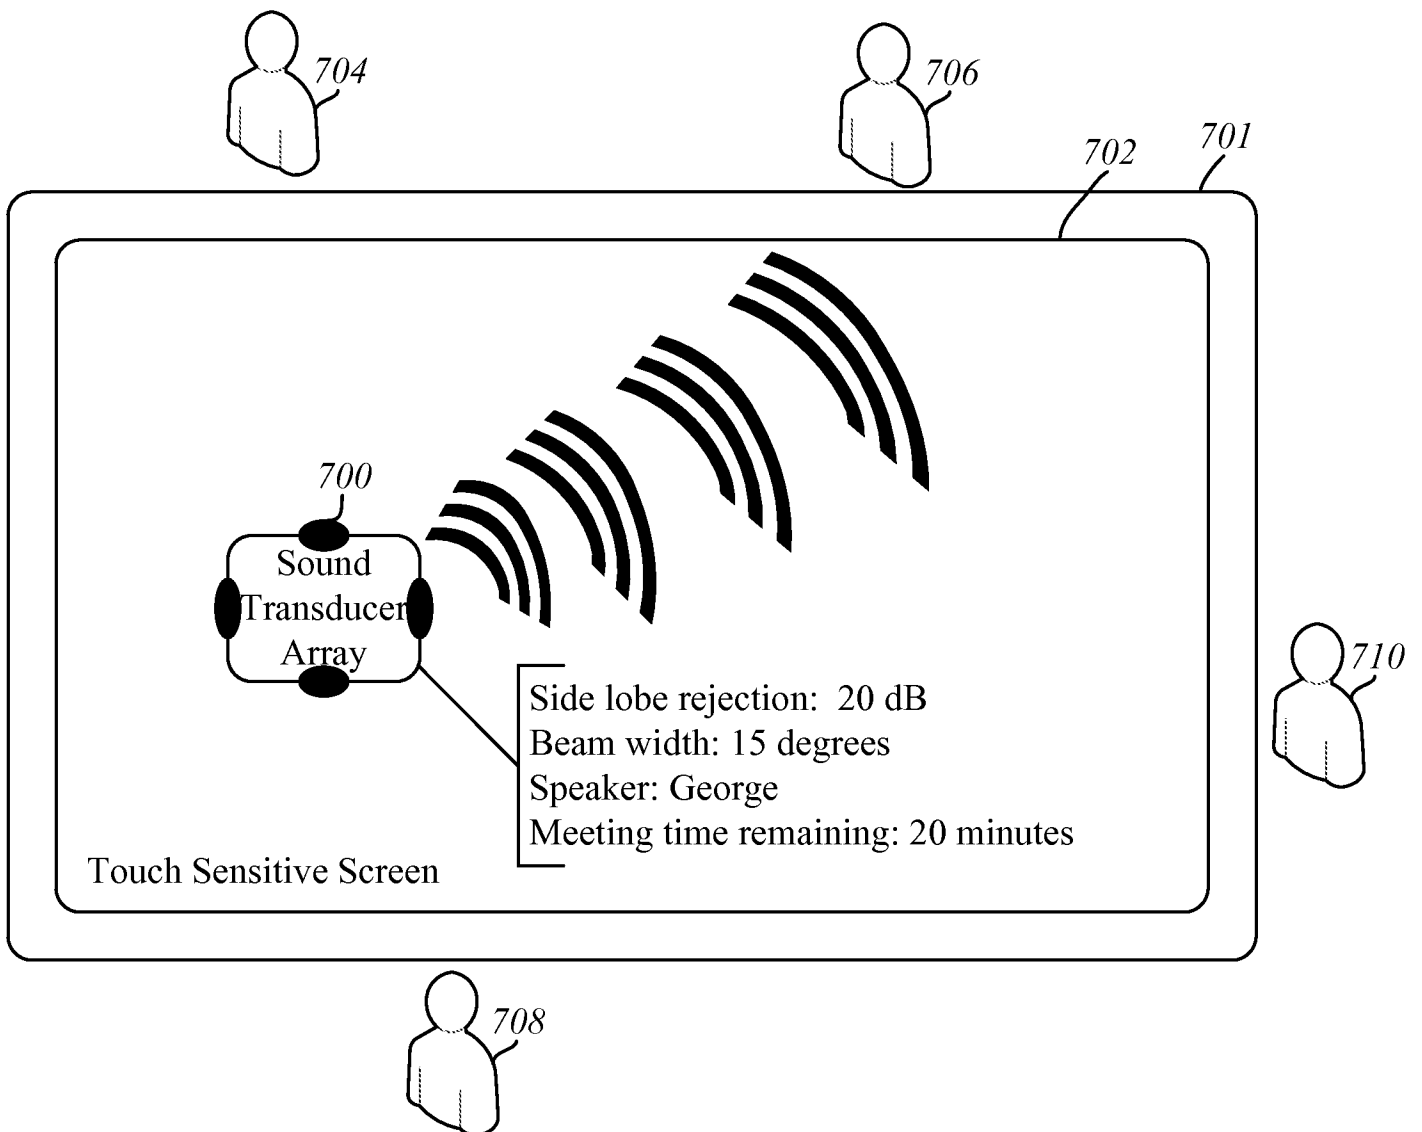 704
706
701
702
700
Sound
Transducer
Array
710
Side lobe rejection:  20 dB
Beam width: 15 degrees
Speaker: George
Meeting time remaining: 20 minutes
Touch Sensitive Screen
708